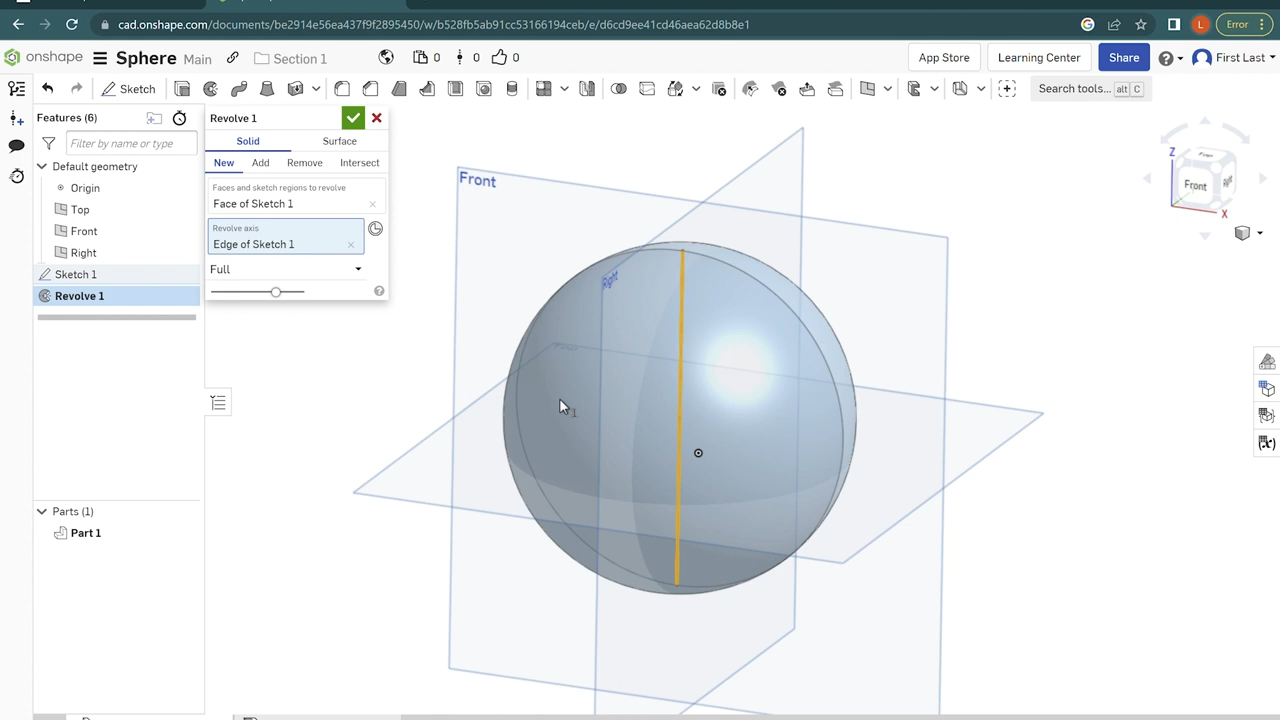 cad.onshape.com/documents/be2914e56ea437f9f2895450/w/b528fb5ab91cc53166194ceb/e/d6cd9ee41cd46aea62d8b8e1
L
Error
onshape
Sphere Main
Section 1
0
0
0
App Store
Learning Center
Share
First Last
Sketch
Search tools...
alt C
Features (6)
Filter by name or type
Default geometry
Origin
Top
Front
Right
Sketch 1
Revolve 1
Parts (1)
Part 1
Revolve 1
Solid
Surface
New
Add
Remove
Intersect
Faces and sketch regions to revolve
Face of Sketch 1
Revolve axis
Edge of Sketch 1
Full
Front
Right
Z
Front
X
(x)